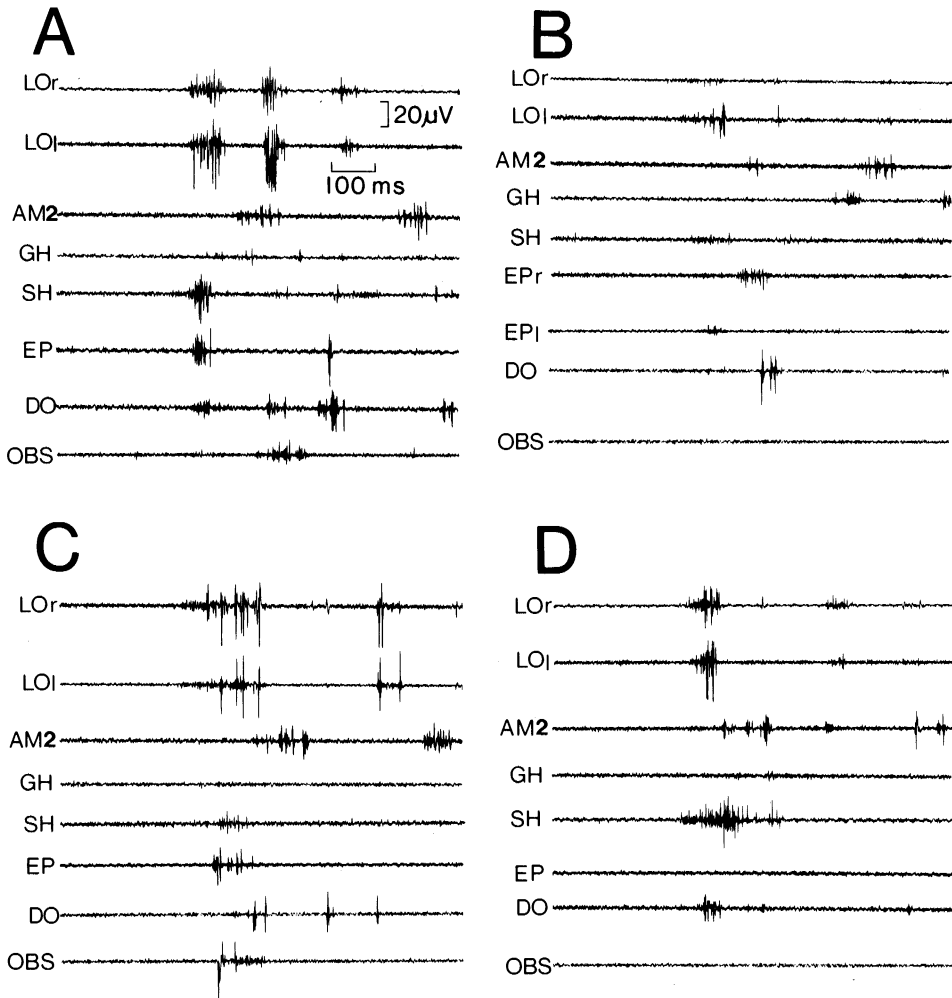 A
LOr
20µV
LOl
100 ms
AM2
GH
SH
EP
DO
OBS
B
LOr
LOl
AM2
GH
SH
EPr
EPl
DO
OBS
C
LOr
LOl
AM2
GH
SH
EP
DO
OBS
D
LOr
LOl
AM2
GH
SH
EP
DO
OBS